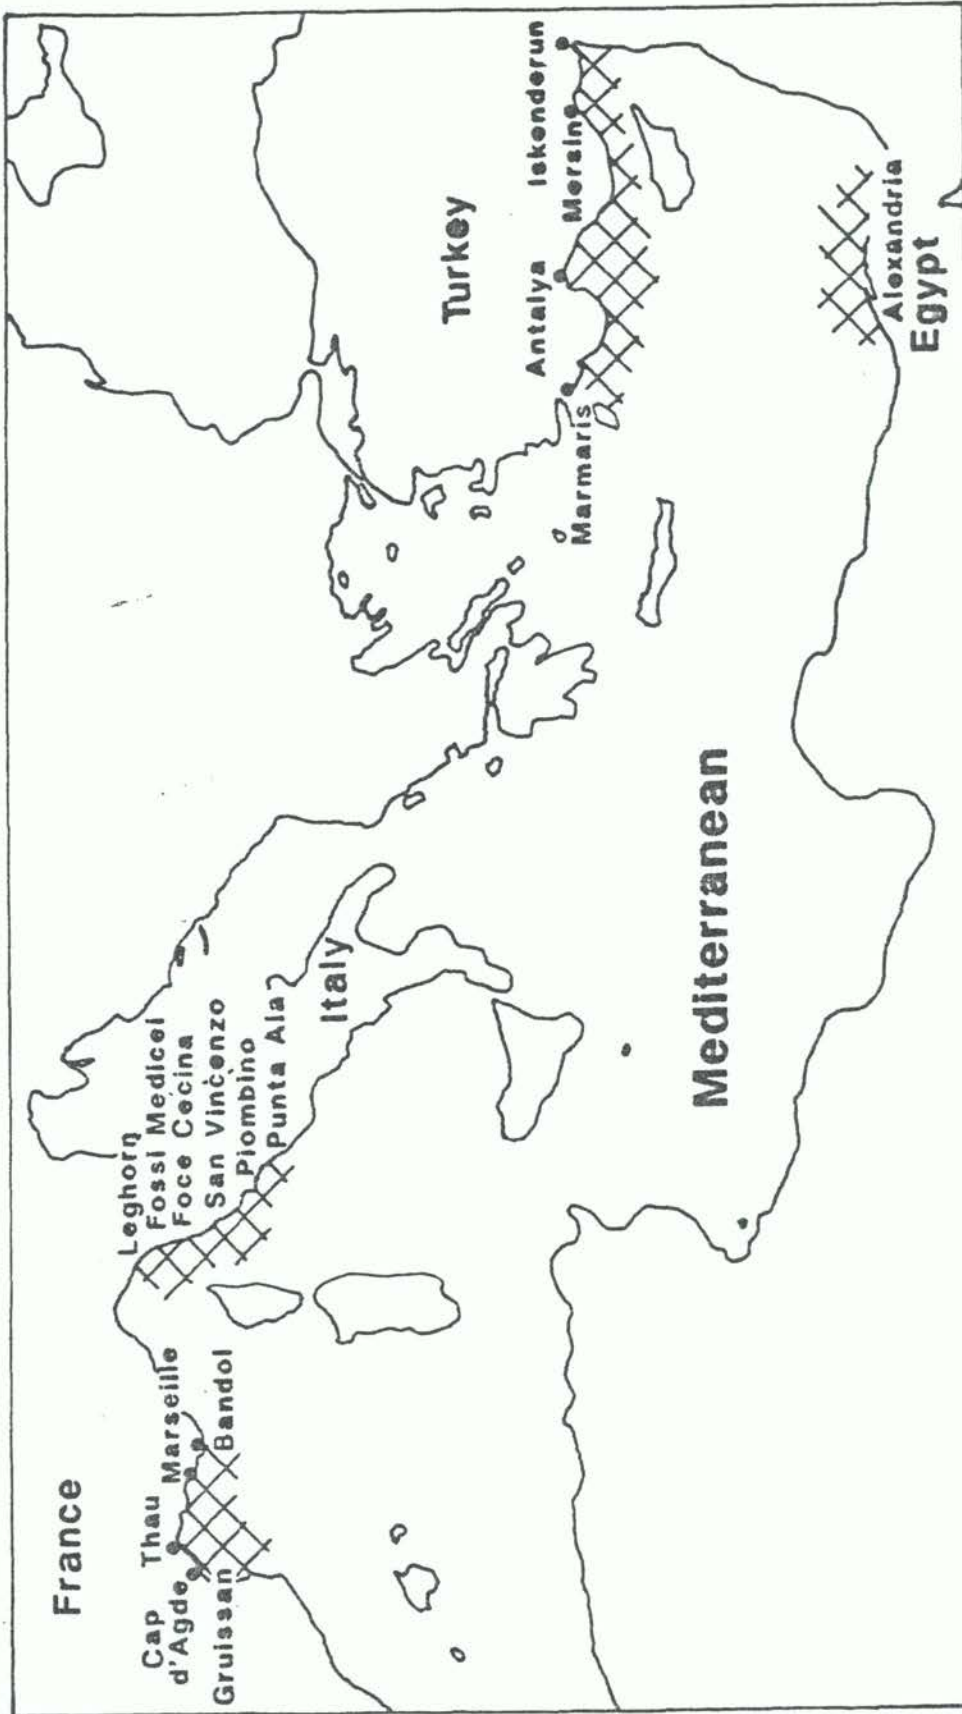 France
Cap
d'Agde
Thau
Marseille
Gruissan
Bandol
Leghorn
Fossi Medicei
Foce Cecina
San Vincenzo
Piombino
Punta Ala
Italy
Mediterranean
Turkey
Marmaris
Antalya
Mersin
Iskenderun
Alexandria
Egypt